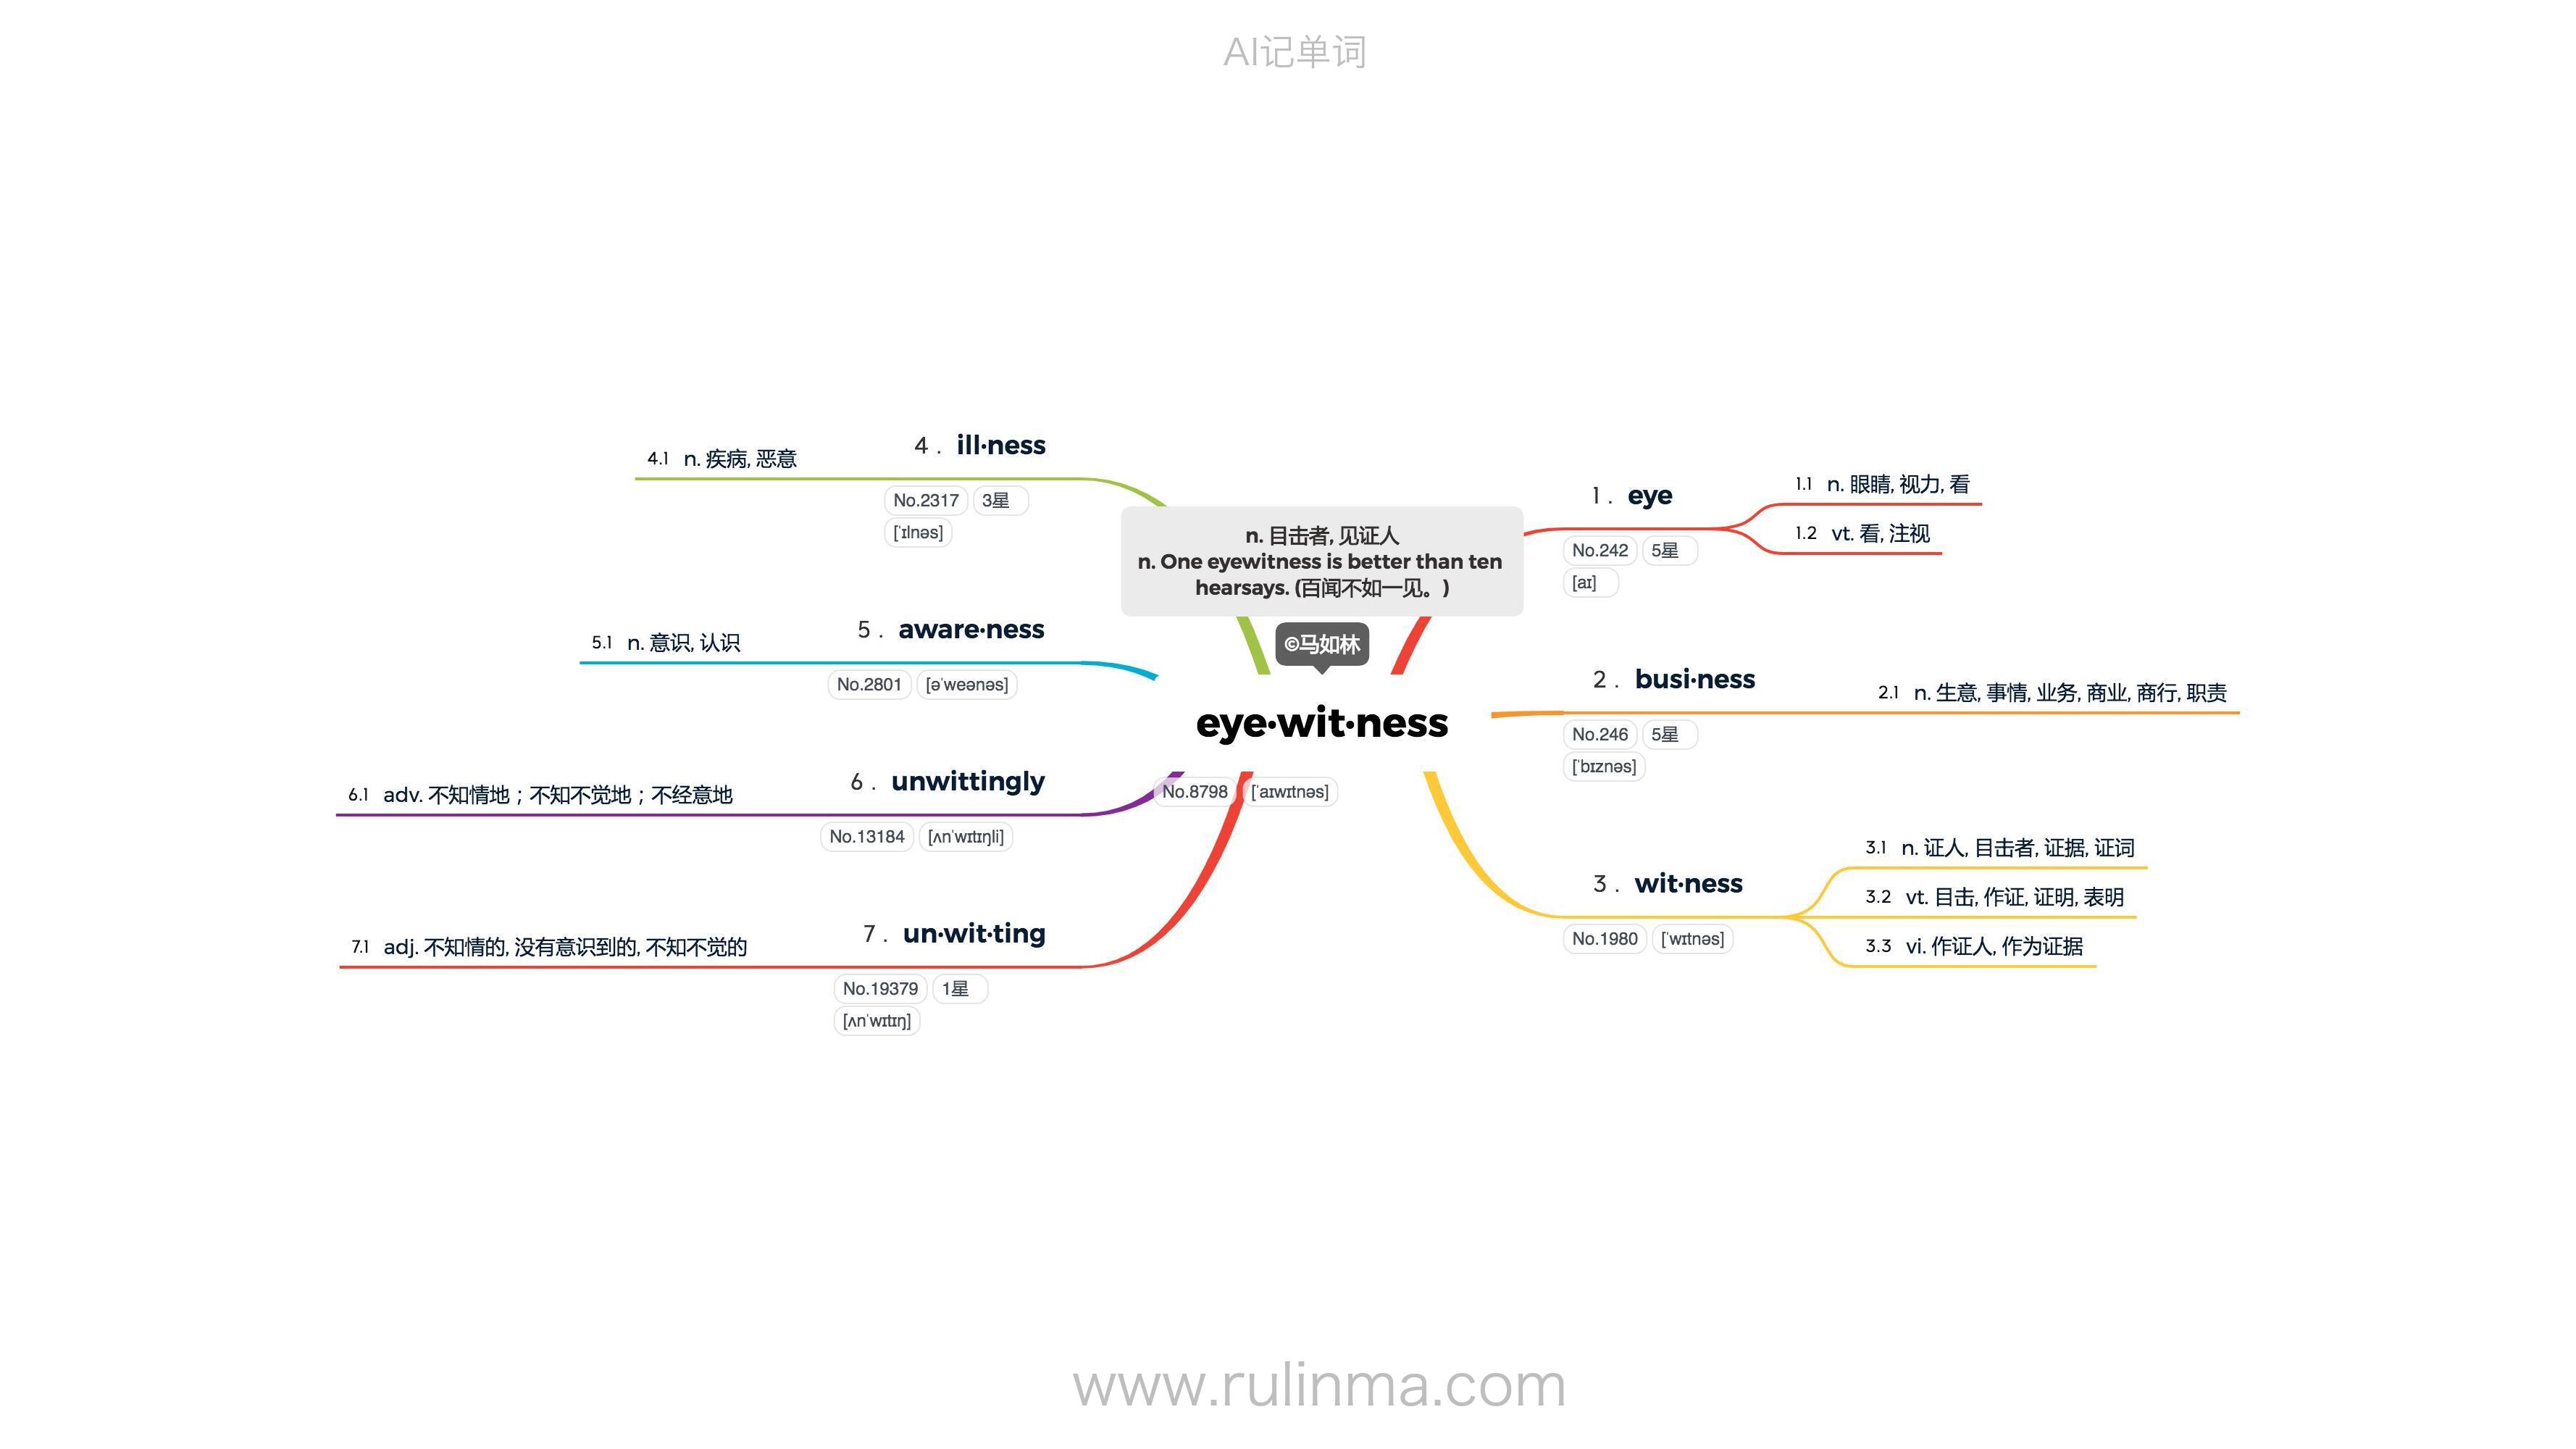 AI记单词
n. 目击者, 见证人
n. One eyewitness is better than ten
hearsays. (百闻不如一见。)
©马如林
eye·wit·ness
No.8798 [ˈaɪwɪtnəs]
1 . eye
No.242 5星
[aɪ]
1.1 n. 眼睛, 视力, 看
1.2 vt. 看, 注视
2 . busi·ness
No.246 5星
[ˈbɪznəs]
2.1 n. 生意, 事情, 业务, 商业, 商行, 职责
3 . wit·ness
No.1980 [ˈwɪtnəs]
3.1 n. 证人, 目击者, 证据, 证词
3.2 vt. 目击, 作证, 证明, 表明
3.3 vi. 作证人, 作为证据
4 . ill·ness
No.2317 3星
[ˈɪlnəs]
4.1 n. 疾病, 恶意
5 . aware·ness
No.2801 [əˈweənəs]
5.1 n. 意识, 认识
6 . unwittingly
No.13184 [ʌnˈwɪtɪŋli]
6.1 adv. 不知情地；不知不觉地；不经意地
7 . un·wit·ting
No.19379 1星
[ʌnˈwɪtɪŋ]
7.1 adj. 不知情的, 没有意识到的, 不知不觉的
www.rulinma.com